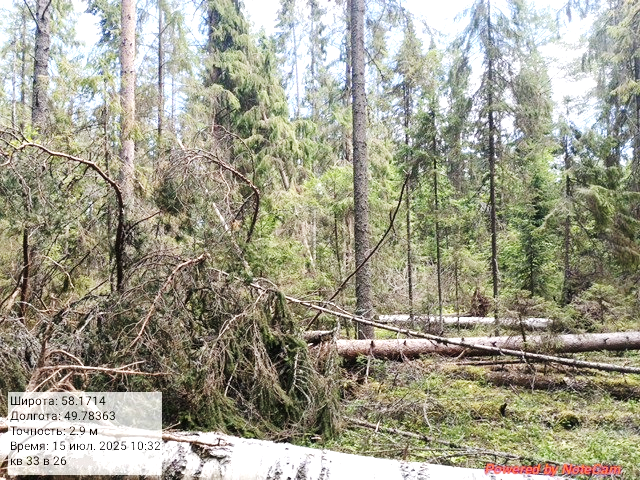 Широта: 58.1714
Долгота: 49.78363
Точность: 2.9 м
Время: 15 июл. 2025 10:32
кв 33 в 26
Powered by NoteCam